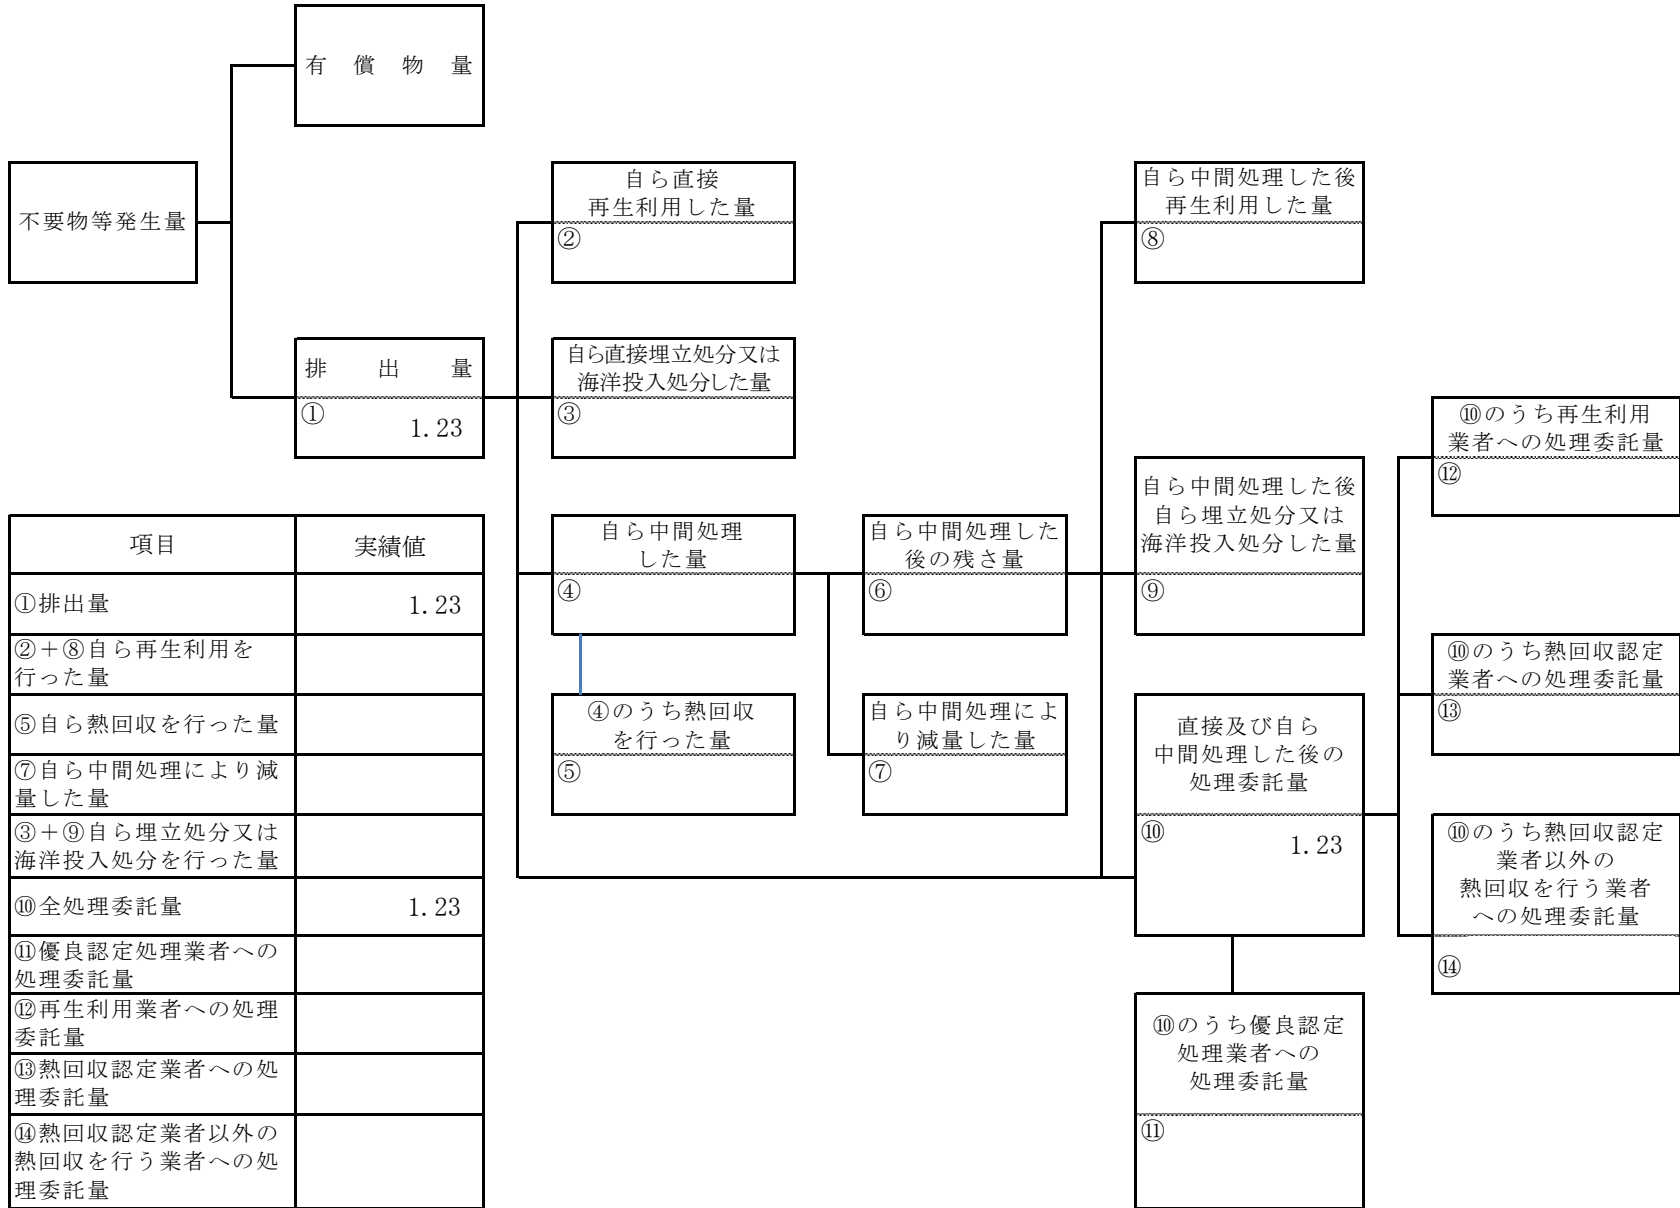 有償物量
不要物等発生量
排出量
① 1.23
自ら直接
再生利用した量
②
自ら直接埋立処分又は
海洋投入処分した量
③
自ら中間処理
した量
④
④のうち熱回収
を行った量
⑤
自ら中間処理した
後の残さ量
⑥
自ら中間処理によ
り減量した量
⑦
自ら中間処理した後
再生利用した量
⑧
自ら中間処理した後
自ら埋立処分又は
海洋投入処分した量
⑨
直接及び自ら
中間処理した後の
処理委託量
⑩ 1.23
⑩のうち優良認定
処理業者への
処理委託量
⑪
⑩のうち再生利用
業者への処理委託量
⑫
⑩のうち熱回収認定
業者への処理委託量
⑬
⑩のうち熱回収認定
業者以外の
熱回収を行う業者
への処理委託量
⑭
項目 実績値
①排出量 1.23
②+⑧自ら再生利用を
行った量
⑤自ら熱回収を行った量
⑦自ら中間処理により減
量した量
③+⑨自ら埋立処分又は
海洋投入処分を行った量
⑩全処理委託量 1.23
⑪優良認定処理業者への
処理委託量
⑫再生利用業者への処理
委託量
⑬熱回収認定業者への処
理委託量
⑭熱回収認定業者以外の
熱回収を行う業者への処
理委託量